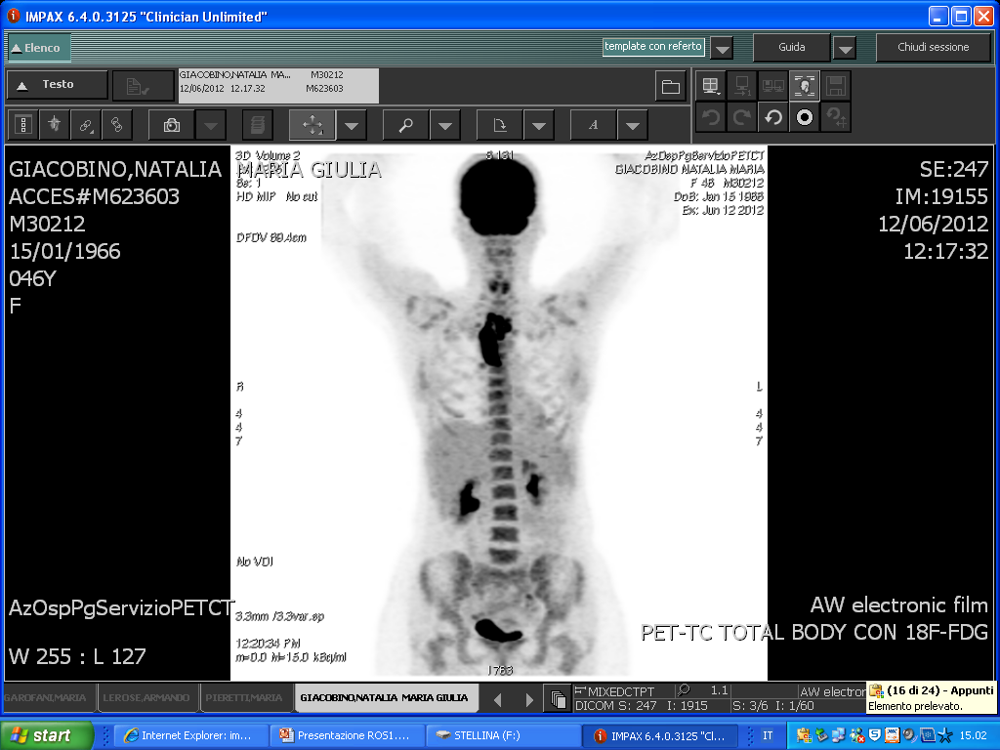 IMPAX 6.4.0.3125 "Clinician Unlimited"
Elenco
template con referto
Guida
Chiudi sessione
Testo
GIACOBINO,NATALIA MA... M30212
12/06/2012 12.17.32 M623603
A
GIACOBINO,NATALIA MARIA GIULIA
ACCES#M623603
M30212
15/01/1966
046Y
F
3D Volume 2
Se: 1
HD MIP No cut
DFOV 89.4cm
S 131
AzOspPgServizioPETCT
GIACOBINO NATALIA MARIA
F 46 M30212
DoB: Jan 15 1966
Ex: Jun 12 2012
SE:247
IM:19155
12/06/2012
12:17:32
R
4
4
7
L
4
4
7
No VOI
3.3mm /3.3var.sp
12:20:34 PM
m=0.0 M=15.0 kBq/ml
I 763
AzOspPgServizioPETCT
W 255 : L 127
AW electronic film
PET-TC TOTAL BODY CON 18F-FDG
GAROFANI,MARIA
LEROSE,ARMANDO
PIERETTI,MARIA
GIACOBINO,NATALIA MARIA GIULIA
MIXEDCTPT 1.1 AW electror
DICOM S: 247 I: 1915 S: 3/6 I: 1/60
(16 di 24) - Appunti
Elemento prelevato.
start
Internet Explorer: im...
Presentazione ROS1....
STELLINA (F:)
IMPAX 6.4.0.3125 "Cl...
IT
15.02